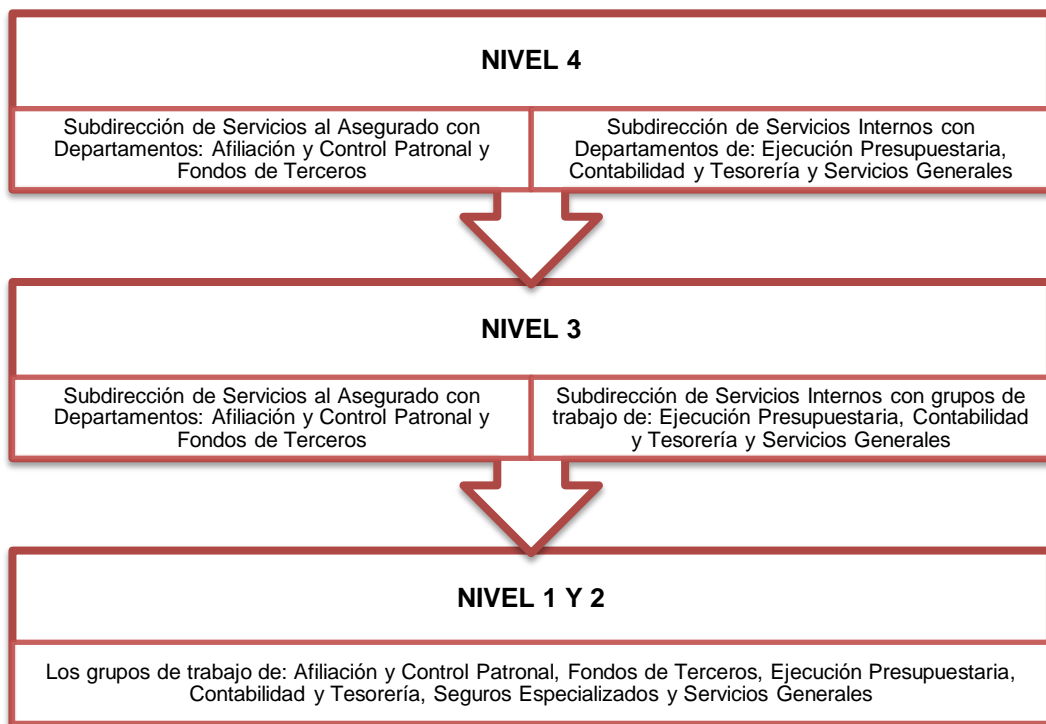 NIVEL 4
Subdirección de Servicios al Asegurado con
Departamentos: Afiliación y Control Patronal y
Fondos de Terceros
Subdirección de Servicios Internos con
Departamentos de: Ejecución Presupuestaria,
Contabilidad y Tesorería y Servicios Generales
NIVEL 3
Subdirección de Servicios al Asegurado con
Departamentos: Afiliación y Control Patronal y
Fondos de Terceros
Subdirección de Servicios Internos con grupos de
trabajo de: Ejecución Presupuestaria, Contabilidad
y Tesorería y Servicios Generales
NIVEL 1 Y 2
Los grupos de trabajo de: Afiliación y Control Patronal, Fondos de Terceros, Ejecución Presupuestaria,
Contabilidad y Tesorería, Seguros Especializados y Servicios Generales